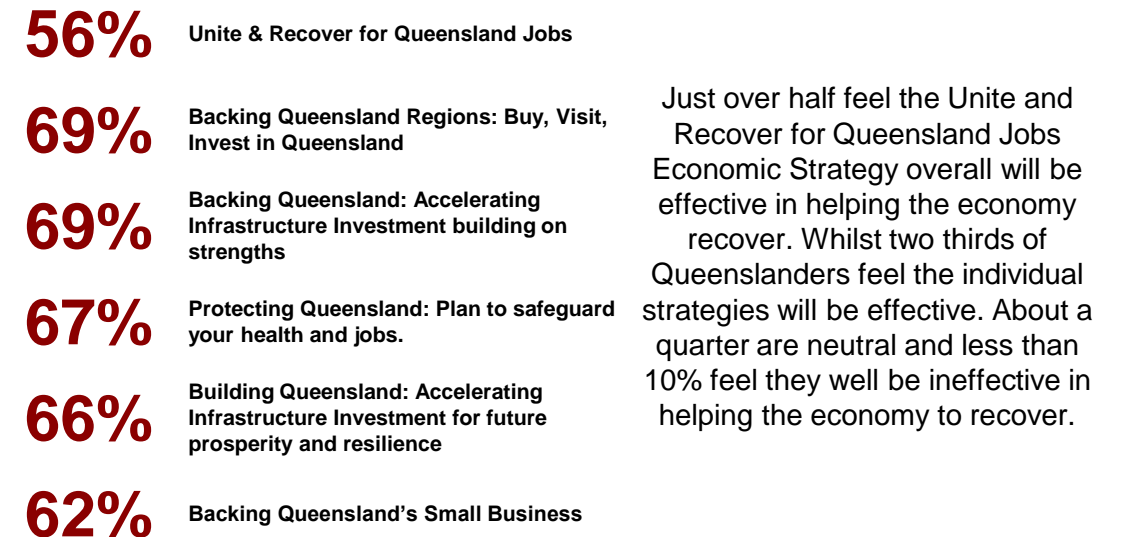 56%
Unite & Recover for Queensland Jobs
69%
Backing Queensland Regions: Buy, Visit,
Invest in Queensland
69%
Backing Queensland: Accelerating
Infrastructure Investment building on
strengths
67%
Protecting Queensland: Plan to safeguard
your health and jobs.
66%
Building Queensland: Accelerating
Infrastructure Investment for future
prosperity and resilience
62%
Backing Queensland’s Small Business
Just over half feel the Unite and
Recover for Queensland Jobs
Economic Strategy overall will be
effective in helping the economy
recover. Whilst two thirds of
Queenslanders feel the individual
strategies will be effective. About a
quarter are neutral and less than
10% feel they well be ineffective in
helping the economy to recover.